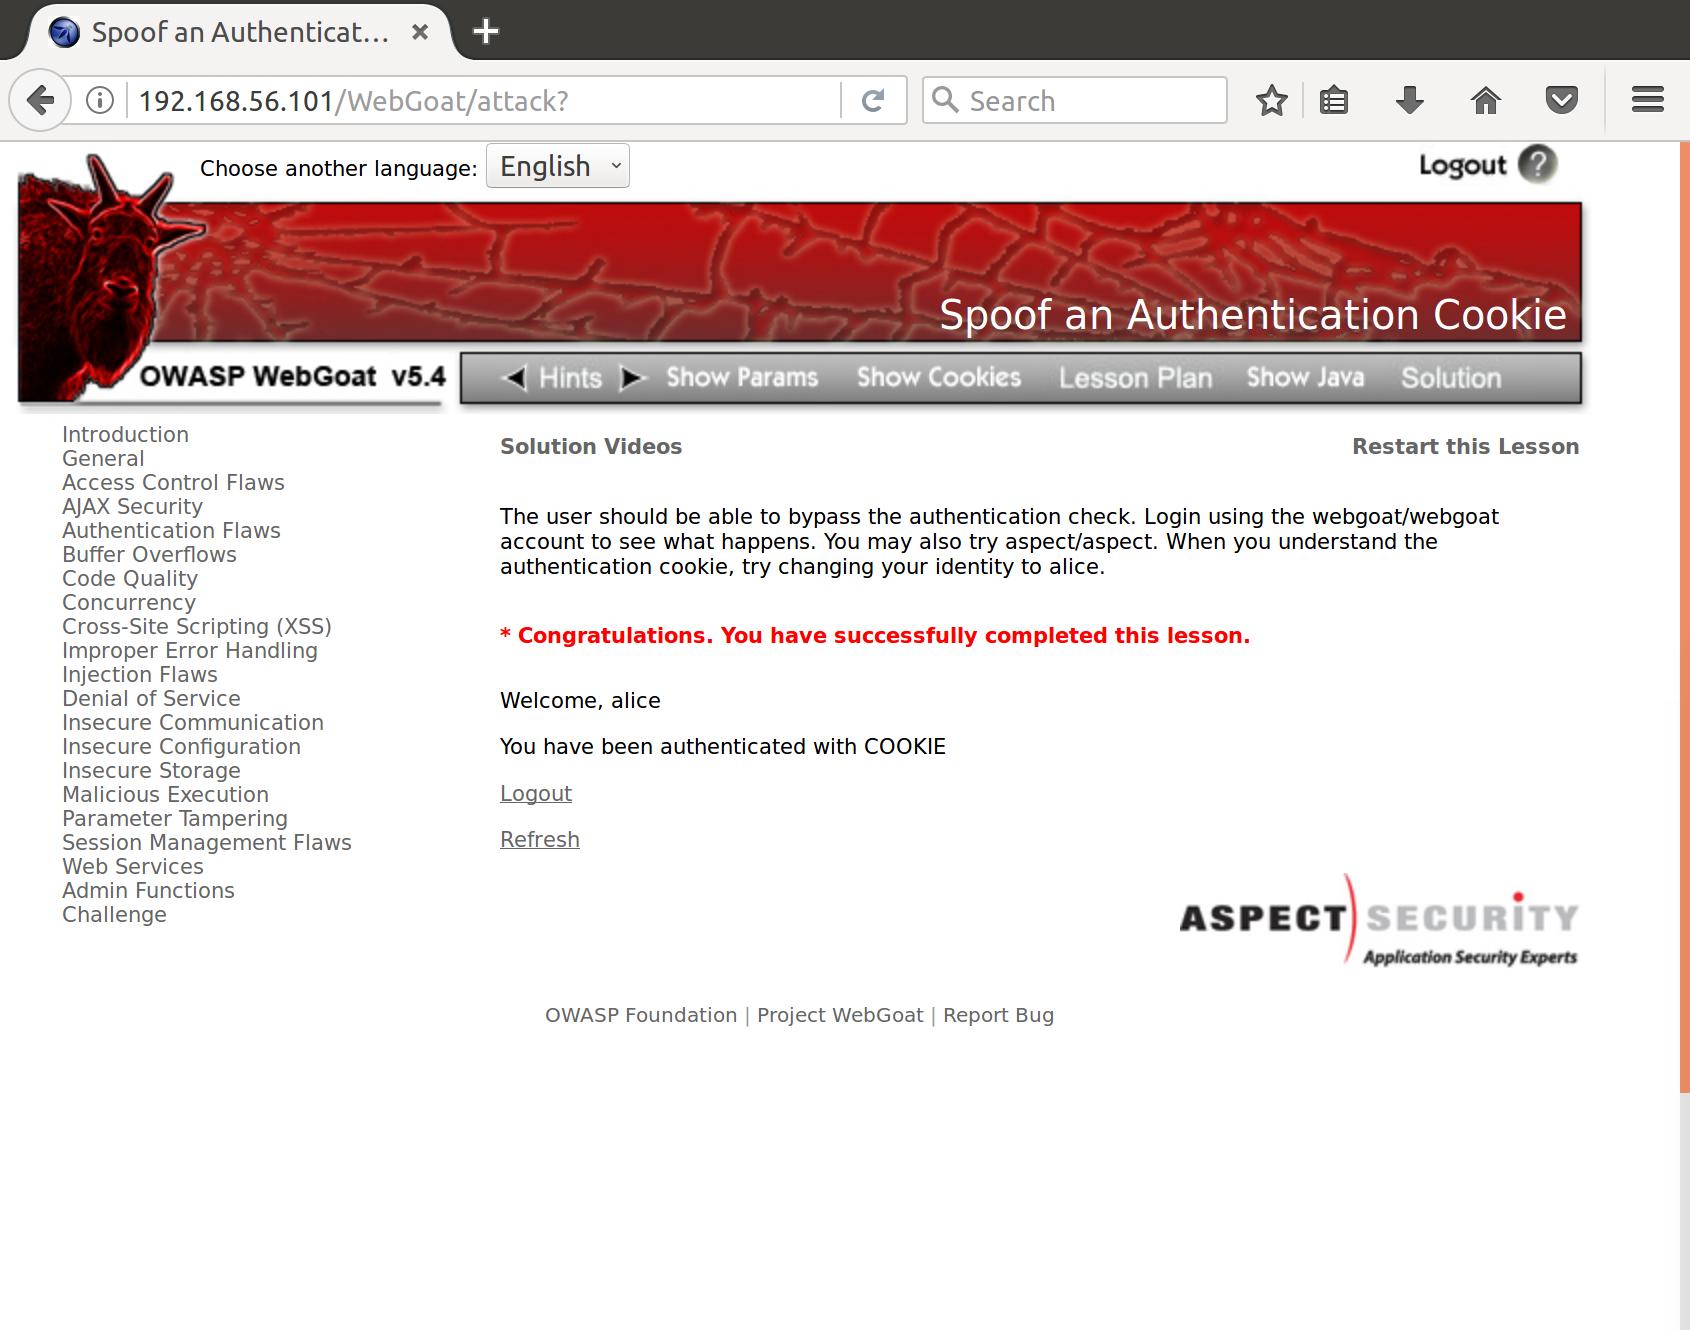 Spoof an Authenticat...
192.168.56.101/WebGoat/attack?
Search
Choose another language: English
Logout ?
Spoof an Authentication Cookie
OWASP WebGoat v5.4
Hints Show Params Show Cookies Lesson Plan Show Java Solution
Introduction
General
Access Control Flaws
AJAX Security
Authentication Flaws
Buffer Overflows
Code Quality
Concurrency
Cross-Site Scripting (XSS)
Improper Error Handling
Injection Flaws
Denial of Service
Insecure Communication
Insecure Configuration
Insecure Storage
Malicious Execution
Parameter Tampering
Session Management Flaws
Web Services
Admin Functions
Challenge
Solution Videos
Restart this Lesson
The user should be able to bypass the authentication check. Login using the webgoat/webgoat
account to see what happens. You may also try aspect/aspect. When you understand the
authentication cookie, try changing your identity to alice.
* Congratulations. You have successfully completed this lesson.
Welcome, alice
You have been authenticated with COOKIE
Logout
Refresh
ASPECT)SECURITY
Application Security Experts
OWASP Foundation | Project WebGoat | Report Bug